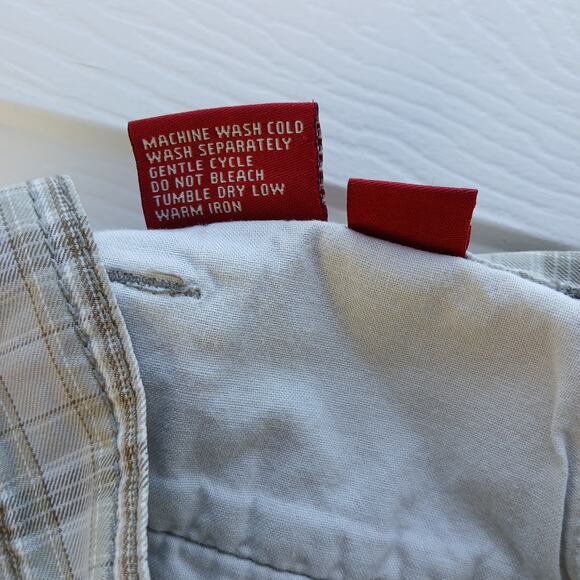 MACHINE WASH COLD
WASH SEPARATELY
GENTLE CYCLE
DO NOT BLEACH
TUMBLE DRY LOW
WARM IRON